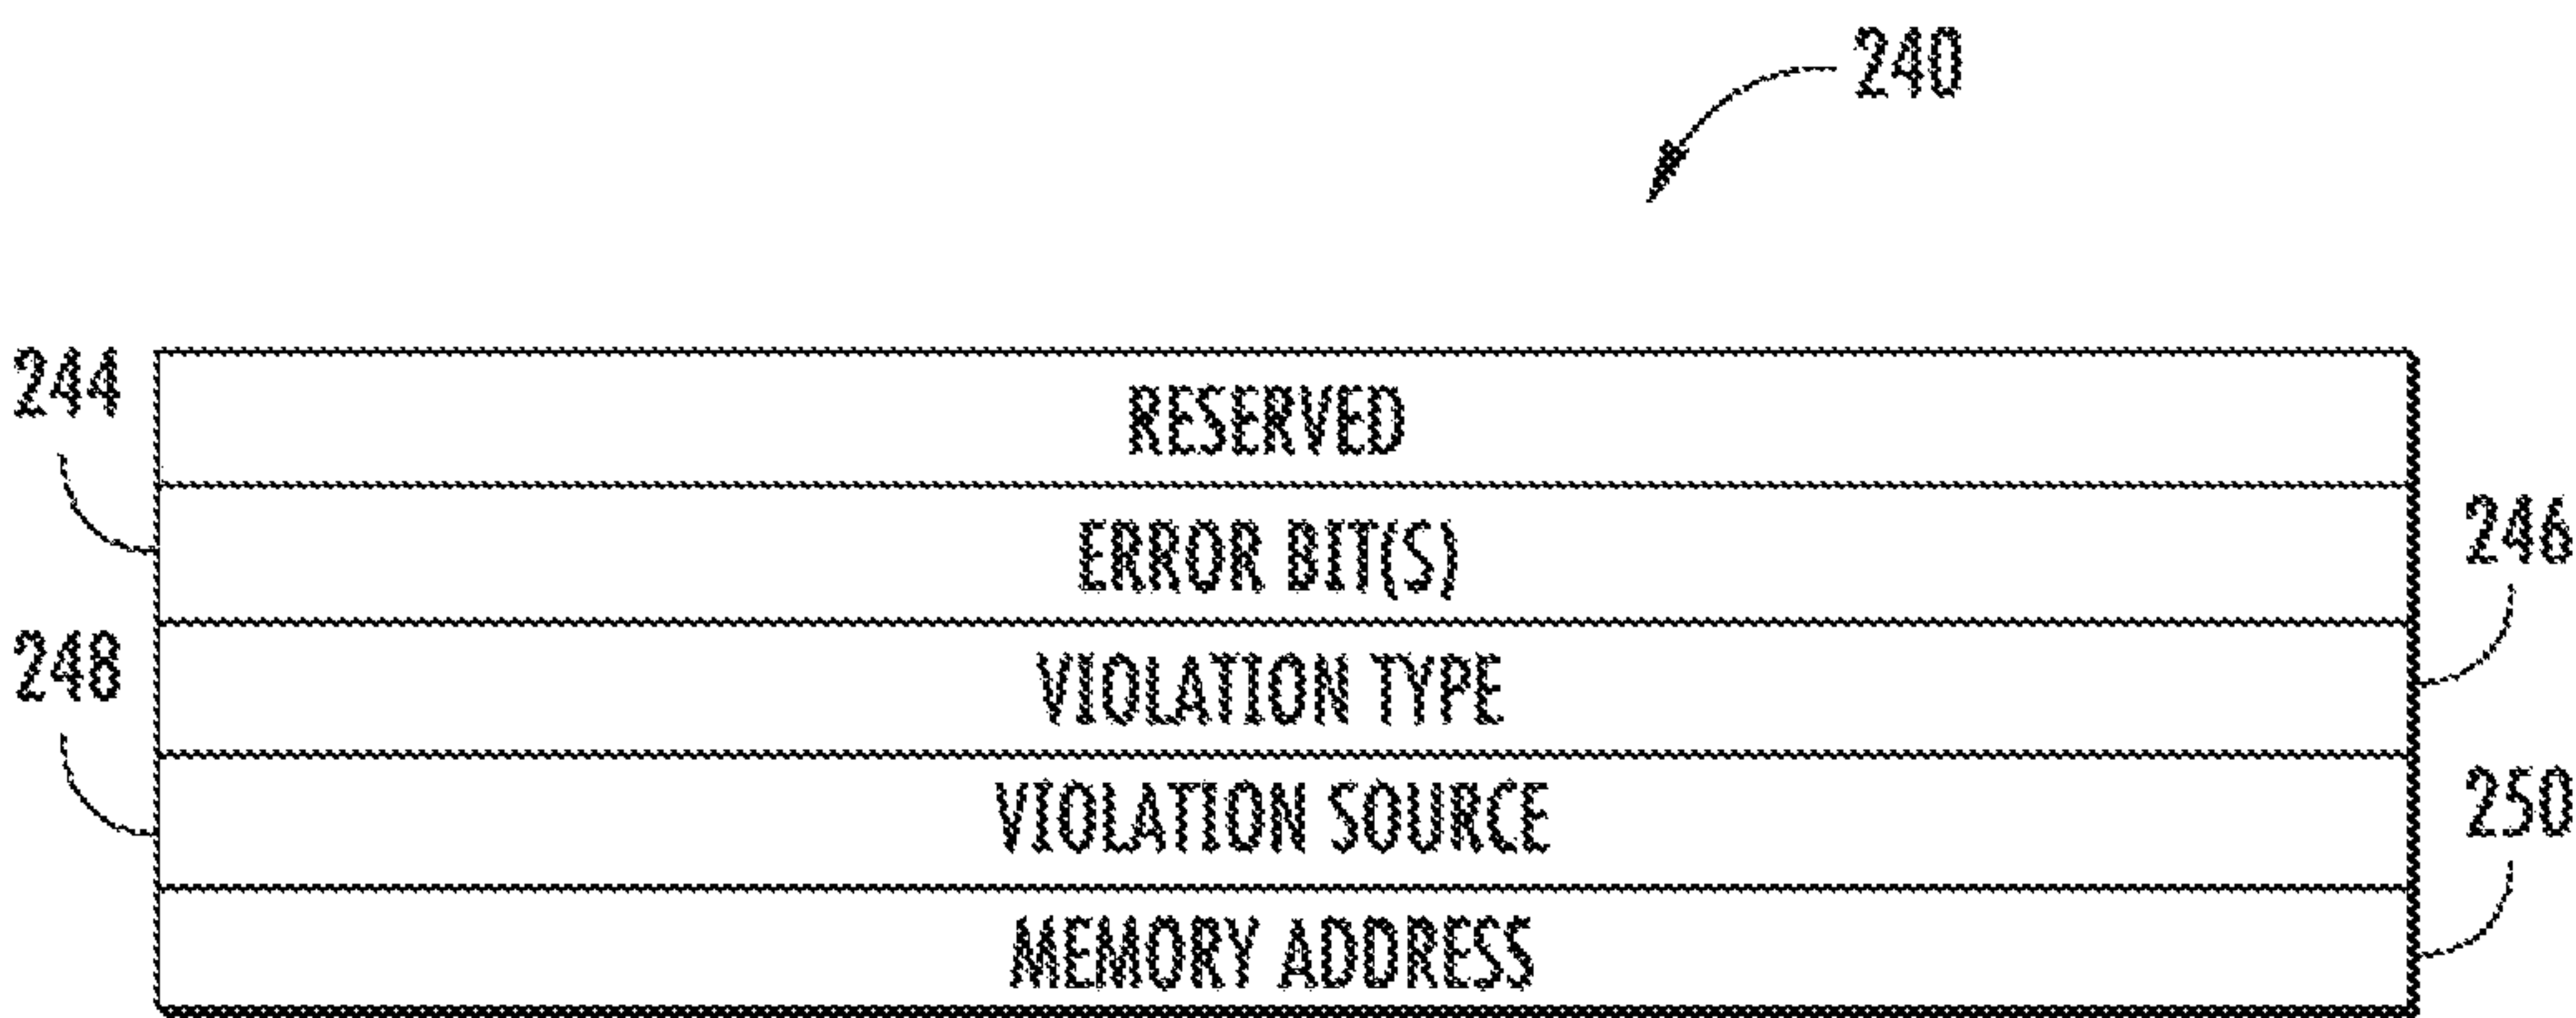 240
244
RESERVED
ERROR BIT(S)
246
248
VIOLATION TYPE
VIOLATION SOURCE
250
MEMORY ADDRESS